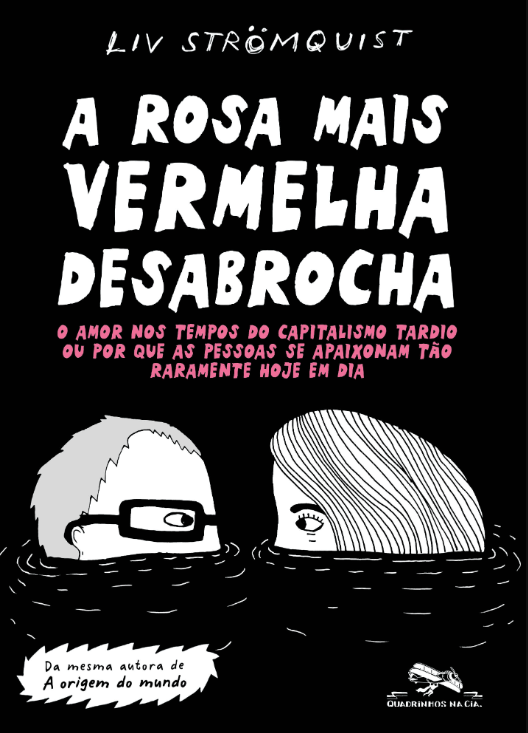 LIV STRÖMQUIST
A ROSA MAIS
VERMELHA
DESABROCHA
O AMOR NOS TEMPOS DO CAPITALISMO TARDIO
OU POR QUE AS PESSOAS SE APAIXONAM TÃO
RARAMENTE HOJE EM DIA
Da mesma autora de
A origem do mundo
QUADRINHOS NA CIA.